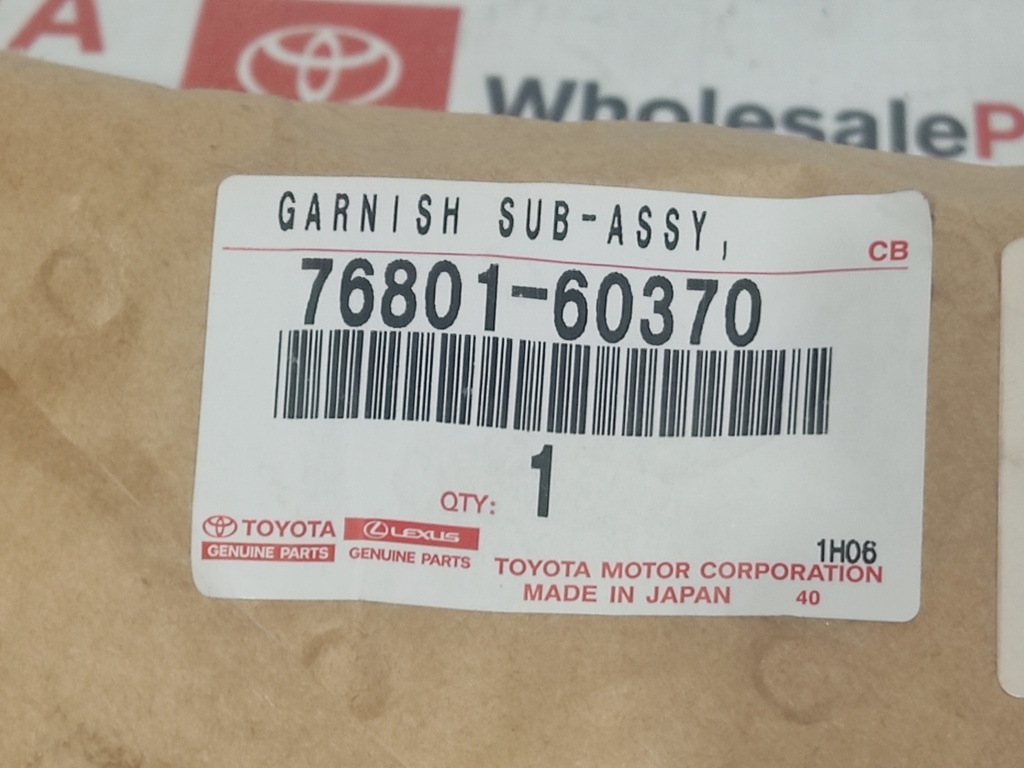 A
WholesaleP
GARNISH SUB-ASSY,
CB
76801-60370
1
QTY:
TOYOTA
GENUINE PARTS
LEXUS
GENUINE PARTS
1H06
TOYOTA MOTOR CORPORATION
MADE IN JAPAN 40